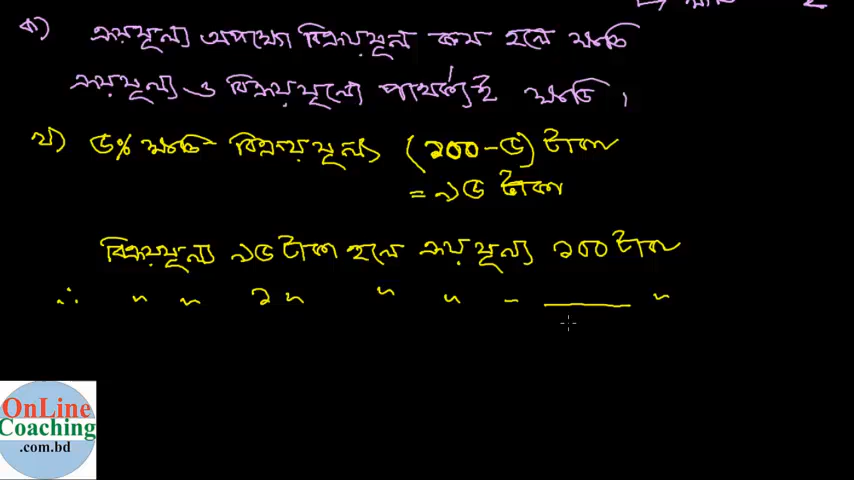 ক) ক্রয়মূল্য অপেক্ষা বিক্রয়মূল্য কম হলে ক্ষতি
ক্রয়মূল্য ও বিক্রয়মূল্যের পার্থক্যই ক্ষতি।
খ) ৫% ক্ষতিতে বিক্রয়মূল্য (১০০ - ৫) টাকা
= ৯৫ টাকা
বিক্রয়মূল্য ৯৫ টাকা হলে ক্রয়মূল্য ১০০ টাকা
∴ " " ১ " " " - "
OnLine
Coaching
.com.bd